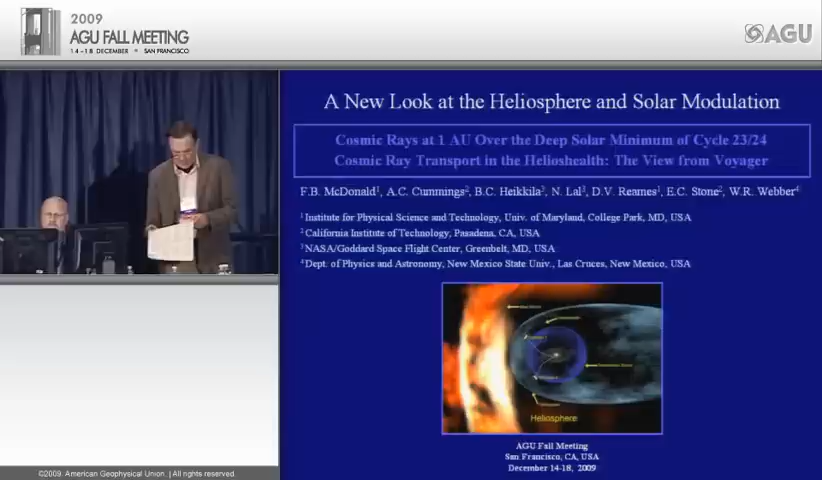 2009
AGU FALL MEETING
14 - 18 DECEMBER • SAN FRANCISCO
AGU
A New Look at the Heliosphere and Solar Modulation
Cosmic Rays at 1 AU Over the Deep Solar Minimum of Cycle 23/24
Cosmic Ray Transport in the Helioshealth: The View from Voyager
F.B. McDonald¹, A.C. Cummings², B.C. Heikkila³, N. Lal³, D.V. Reames¹, E.C. Stone², W.R. Webber⁴
¹ Institute for Physical Science and Technology, Univ. of Maryland, College Park, MD, USA
² California Institute of Technology, Pasadena, CA, USA
³ NASA/Goddard Space Flight Center, Greenbelt, MD, USA
⁴ Dept. of Physics and Astronomy, New Mexico State Univ., Las Cruces, New Mexico, USA
Heliosphere
AGU Fall Meeting
San Francisco, CA, USA
December 14-18, 2009
©2009. American Geophysical Union. | All rights reserved.